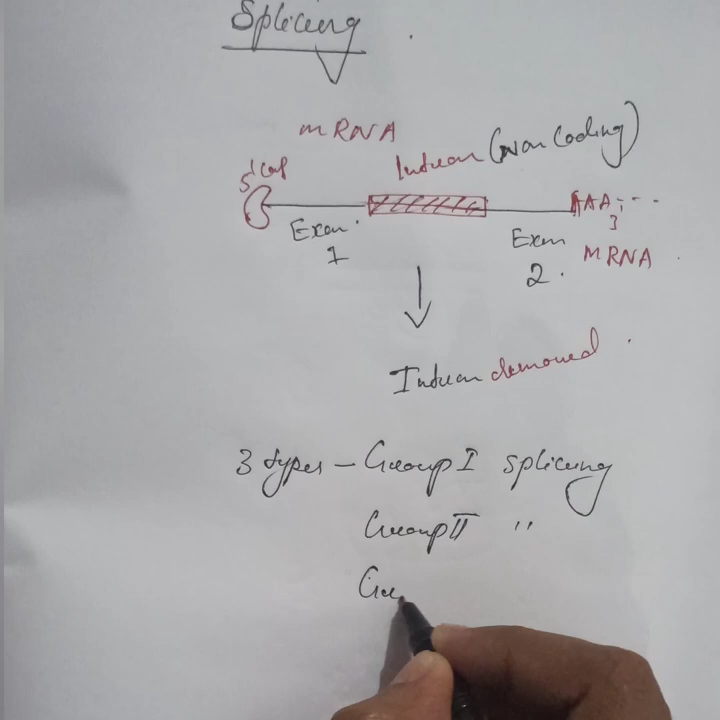 Splicing
mRNA
Intron (Non Coding)
5' Cap
AAA...
3
Exon
1
Exon
2.
MRNA
Intron removed.
3 types - Group I splicing
Group II "
Gr